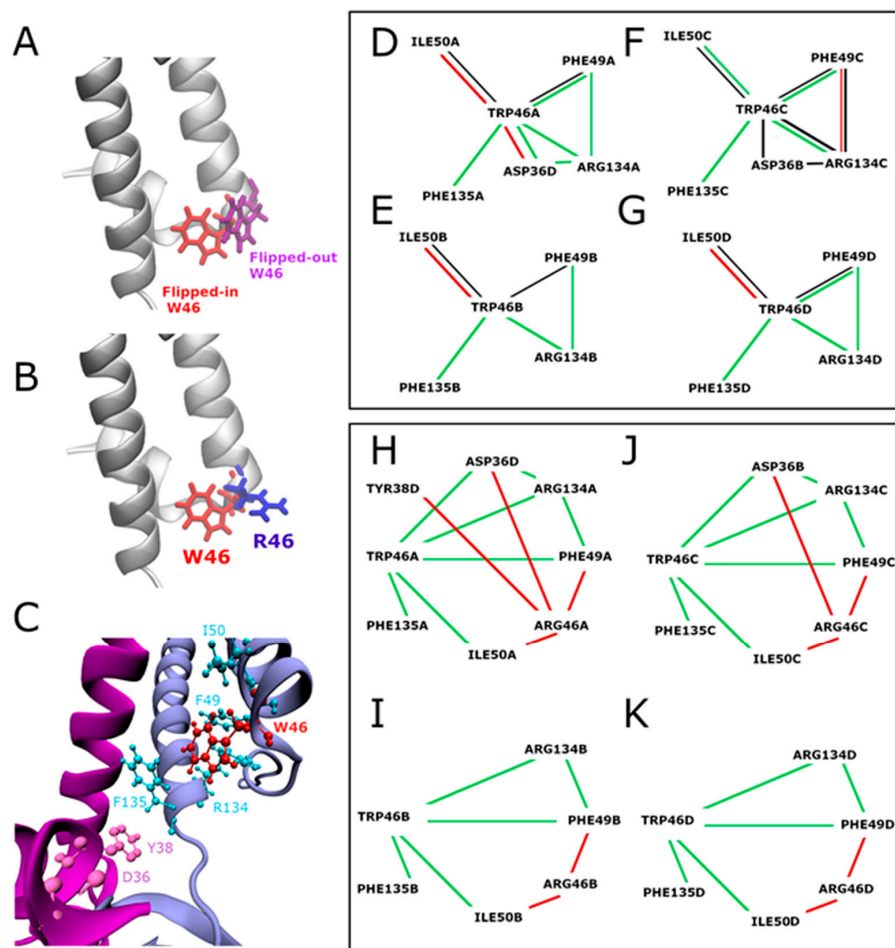 A
Flipped-out
W46
Flipped-in
W46
B
W46
R46
C
I50
F49
W46
F135
R134
Y38
D36
D
ILE50A
PHE49A
TRP46A
ASP36D
ARG134A
PHE135A
F
ILE50C
PHE49C
TRP46C
ASP36B
ARG134C
PHE135C
E
ILE50B
PHE49B
TRP46B
ARG134B
PHE135B
G
ILE50D
PHE49D
TRP46D
ARG134D
PHE135D
H
ASP36D
TYR38D
ARG134A
TRP46A
PHE49A
PHE135A
ARG46A
ILE50A
J
ASP36B
ARG134C
TRP46C
PHE49C
PHE135C
ARG46C
ILE50C
I
ARG134B
TRP46B
PHE49B
PHE135B
ARG46B
ILE50B
K
ARG134D
TRP46D
PHE49D
PHE135D
ARG46D
ILE50D